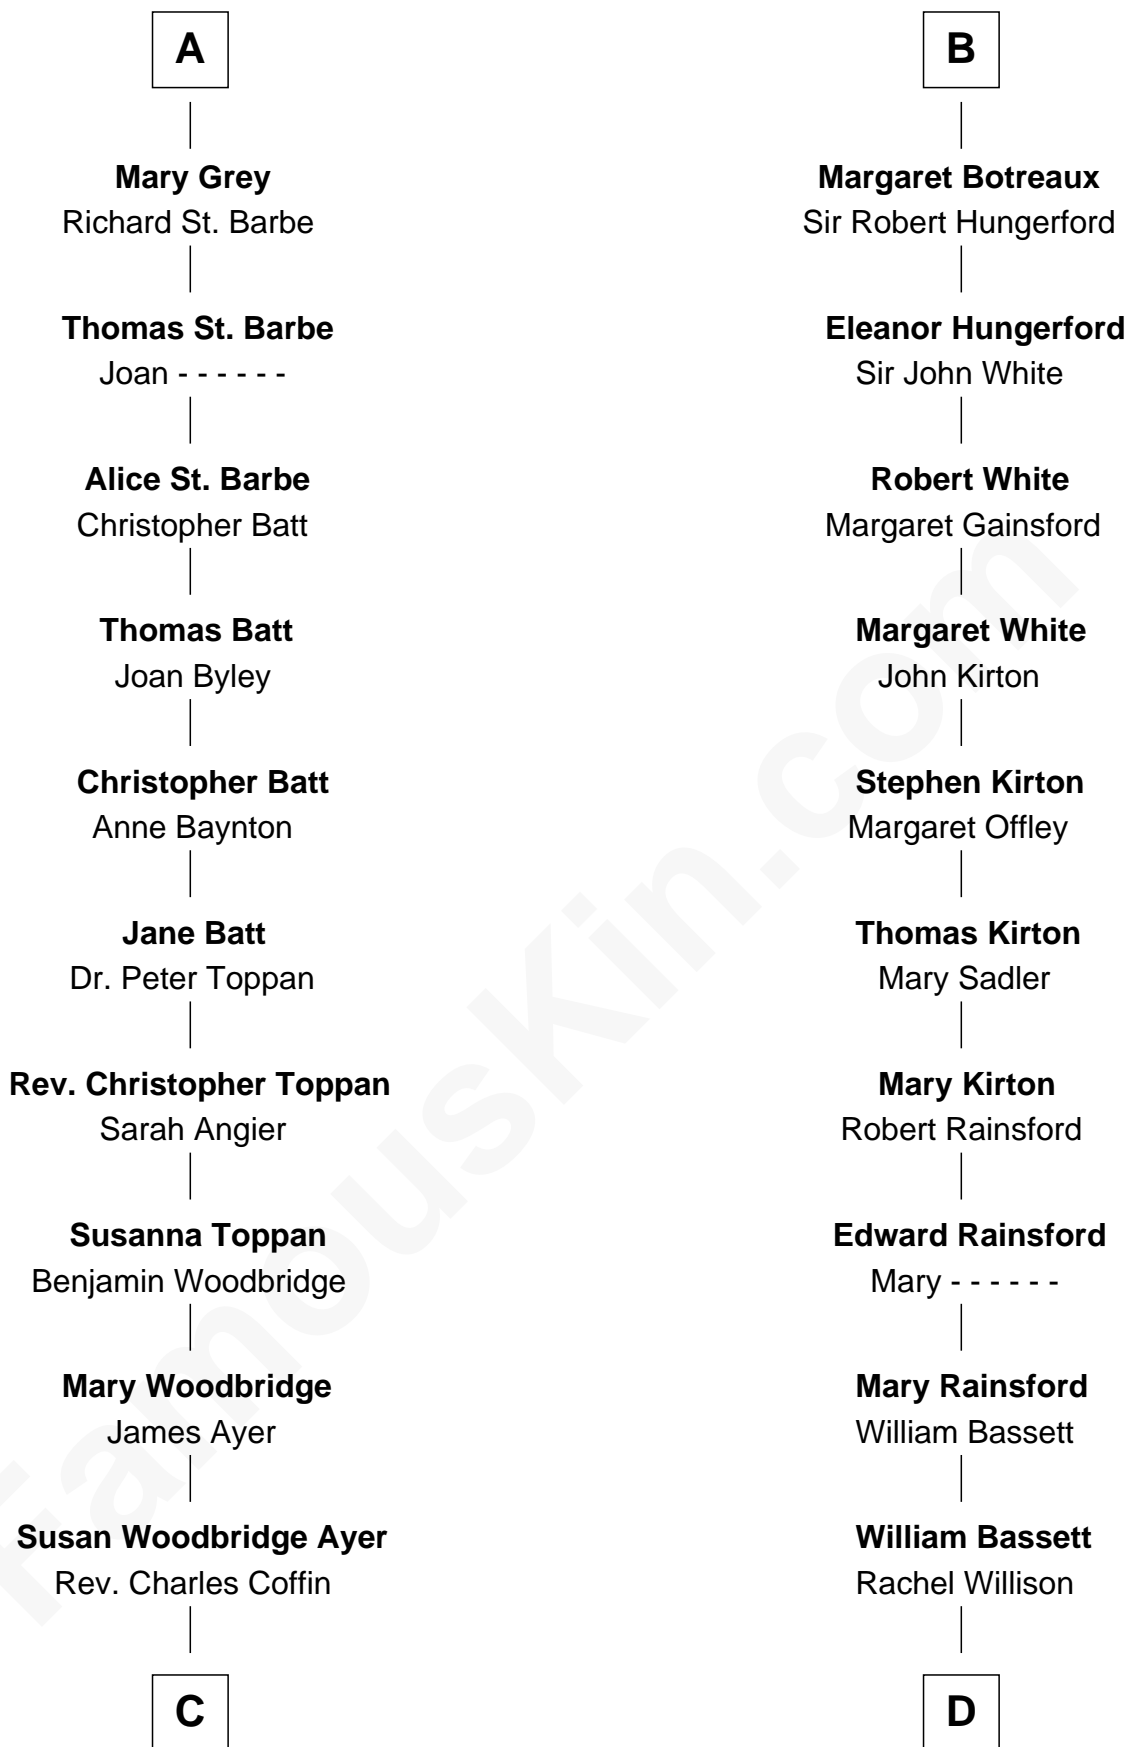 A
Mary Grey
Richard St. Barbe
Thomas St. Barbe
Joan - - - - - -
Alice St. Barbe
Christopher Batt
Thomas Batt
Joan Byley
Christopher Batt
Anne Baynton
Jane Batt
Dr. Peter Toppan
Rev. Christopher Toppan
Sarah Angier
Susanna Toppan
Benjamin Woodbridge
Mary Woodbridge
James Ayer
Susan Woodbridge Ayer
Rev. Charles Coffin
C
B
Margaret Botreaux
Sir Robert Hungerford
Eleanor Hungerford
Sir John White
Robert White
Margaret Gainsford
Margaret White
John Kirton
Stephen Kirton
Margaret Offley
Thomas Kirton
Mary Sadler
Mary Kirton
Robert Rainsford
Edward Rainsford
Mary - - - - - -
Mary Rainsford
William Bassett
William Bassett
Rachel Willison
D
FamousKin.com